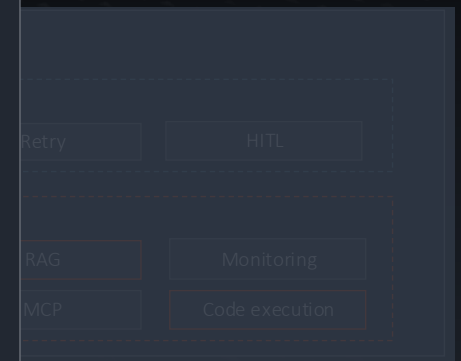 Retry
HITL
RAG
Monitoring
MCP
Code execution